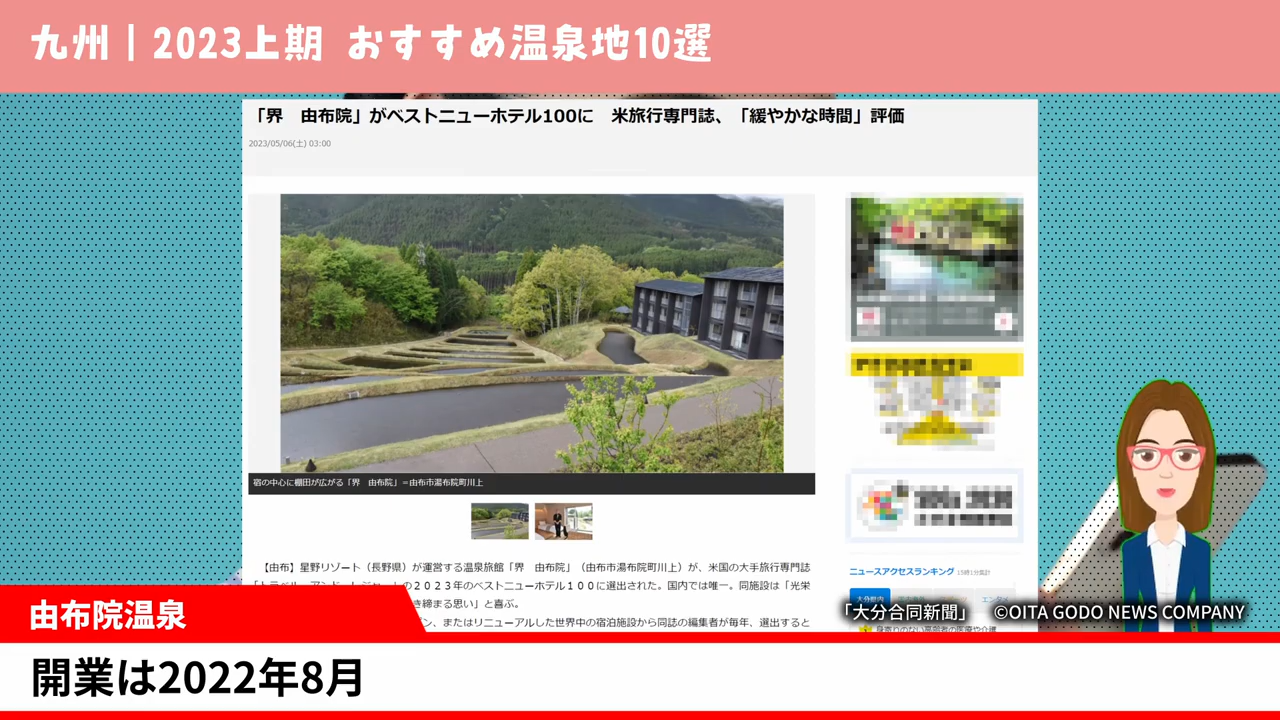 九州｜2023上期 おすすめ温泉地10選
「界　由布院」がベストニューホテル100に　米旅行専門誌、「緩やかな時間」評価
2023/05/06(土) 03:00
宿の中心に棚田が広がる「界　由布院」＝由布市湯布院町川上
【由布】星野リゾート（長野県）が運営する温泉旅館「界　由布院」（由布市湯布院町川上）が、米国の大手旅行専門誌
の２０２３年のベストニューホテル１００に選出された。国内では唯一。同施設は「光栄
き締まる思い」と喜ぶ。
ン、またはリニューアルした世界中の宿泊施設から同誌の編集者が毎年、選出すると
ニュースアクセスランキング
「大分合同新聞」　©OITA GODO NEWS COMPANY
由布院温泉
開業は2022年8月